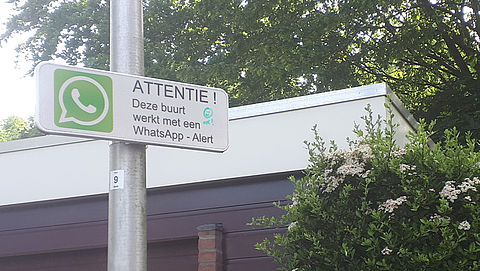 ATTENTIE !
Deze buurt
werkt met een
WhatsApp - Alert
9